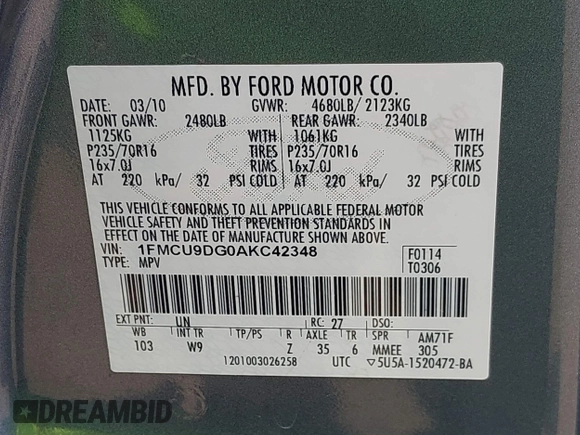 MFD. BY FORD MOTOR CO.
DATE: 03/10 GVWR: 4680LB/ 2123KG
FRONT GAWR: 2480LB REAR GAWR: 2340LB
1125KG WITH 1061KG WITH
P235/70R16 TIRES P235/70R16 TIRES
16x7.0J RIMS 16x7.0J RIMS
AT 220 kPa/ 32 PSI COLD AT 220 kPa/ 32 PSI COLD
THIS VEHICLE CONFORMS TO ALL APPLICABLE FEDERAL MOTOR
VEHICLE SAFETY AND THEFT PREVENTION STANDARDS IN
EFFECT ON THE DATE OF MANUFACTURE SHOWN ABOVE.
VIN: 1FMCU9DG0AKC42348 F0114
TYPE: MPV T0306
EXT PNT: UN RC: 27 DSO:
WB INT TR TP/PS R AXLE TR SPR AM71F
103 W9 Z 35 6 MMEE 305
1201003026258 UTC ▽5U5A-1520472-BA
DREAMBID